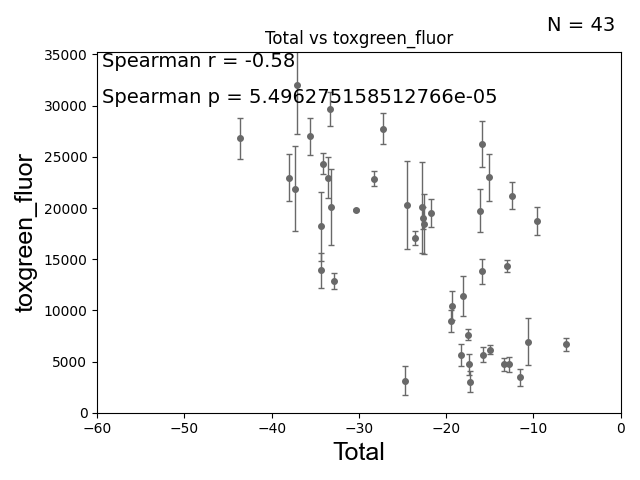 N = 43
Total vs toxgreen_fluor
Spearman r = -0.58
Spearman p = 5.496275158512766e-05
35000
30000
25000
20000
15000
10000
5000
0
toxgreen_fluor
−60 −50 −40 −30 −20 −10 0
Total